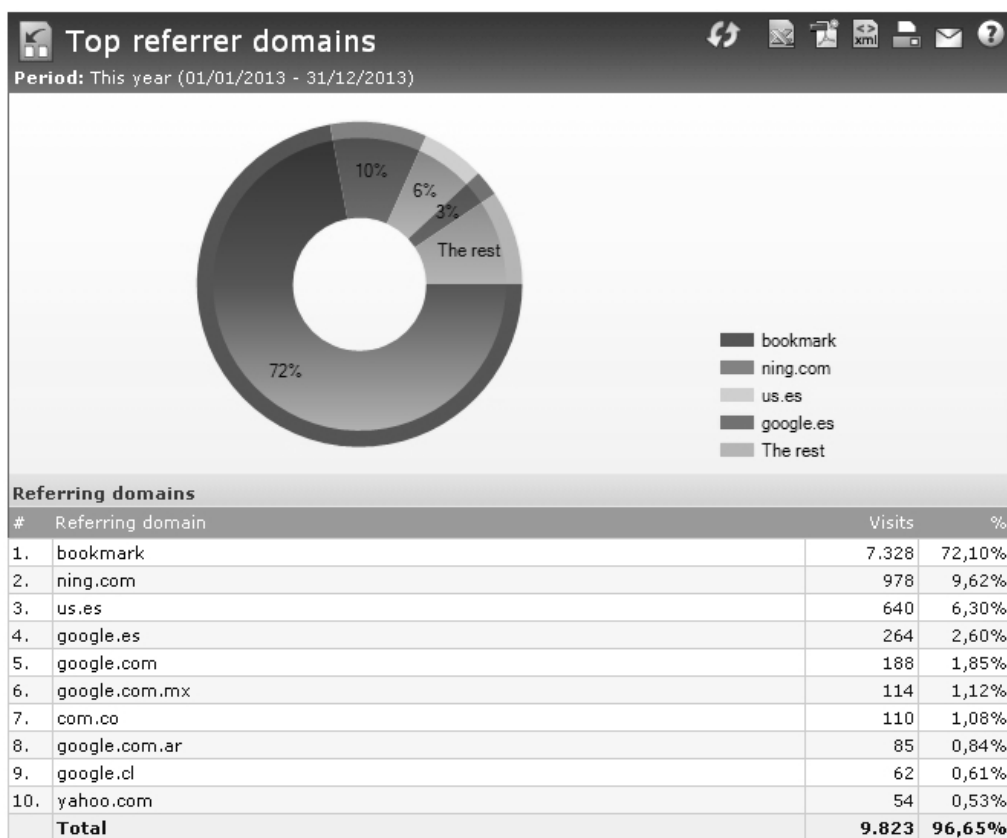 Top referrer domains
<>
xml
?
Period: This year (01/01/2013 - 31/12/2013)
10%
6%
3%
The rest
72%
bookmark
ning.com
us.es
google.es
The rest
Referring domains
# Referring domain Visits %
1. bookmark 7.328 72,10%
2. ning.com 978 9,62%
3. us.es 640 6,30%
4. google.es 264 2,60%
5. google.com 188 1,85%
6. google.com.mx 114 1,12%
7. com.co 110 1,08%
8. google.com.ar 85 0,84%
9. google.cl 62 0,61%
10. yahoo.com 54 0,53%
Total 9.823 96,65%